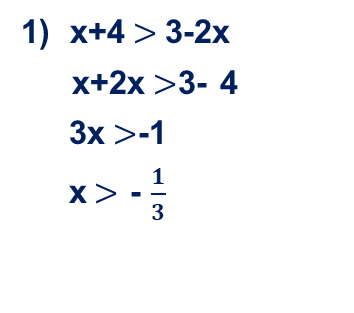 1) x+4 > 3-2x
x+2x >3- 4
3x >-1
x > - 1/3